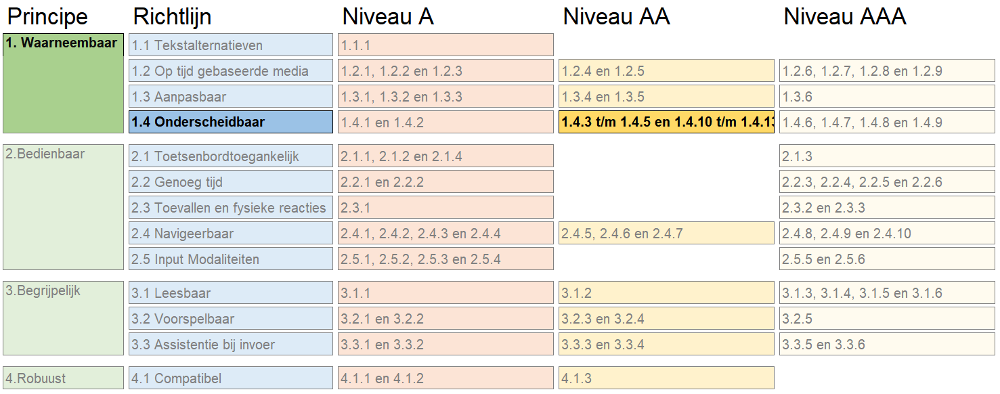 Principe Richtlijn Niveau A Niveau AA Niveau AAA
1. Waarneembaar 1.1 Tekstalternatieven 1.1.1
1.2 Op tijd gebaseerde media 1.2.1, 1.2.2 en 1.2.3 1.2.4 en 1.2.5 1.2.6, 1.2.7, 1.2.8 en 1.2.9
1.3 Aanpasbaar 1.3.1, 1.3.2 en 1.3.3 1.3.4 en 1.3.5 1.3.6
1.4 Onderscheidbaar 1.4.1 en 1.4.2 1.4.3 t/m 1.4.5 en 1.4.10 t/m 1.4.13 1.4.6, 1.4.7, 1.4.8 en 1.4.9
2.Bedienbaar 2.1 Toetsenbordtoegankelijk 2.1.1, 2.1.2 en 2.1.4 2.1.3
2.2 Genoeg tijd 2.2.1 en 2.2.2 2.2.3, 2.2.4, 2.2.5 en 2.2.6
2.3 Toevallen en fysieke reacties 2.3.1 2.3.2 en 2.3.3
2.4 Navigeerbaar 2.4.1, 2.4.2, 2.4.3 en 2.4.4 2.4.5, 2.4.6 en 2.4.7 2.4.8, 2.4.9 en 2.4.10
2.5 Input Modaliteiten 2.5.1, 2.5.2, 2.5.3 en 2.5.4 2.5.5 en 2.5.6
3.Begrijpelijk 3.1 Leesbaar 3.1.1 3.1.2 3.1.3, 3.1.4, 3.1.5 en 3.1.6
3.2 Voorspelbaar 3.2.1 en 3.2.2 3.2.3 en 3.2.4 3.2.5
3.3 Assistentie bij invoer 3.3.1 en 3.3.2 3.3.3 en 3.3.4 3.3.5 en 3.3.6
4.Robuust 4.1 Compatibel 4.1.1 en 4.1.2 4.1.3